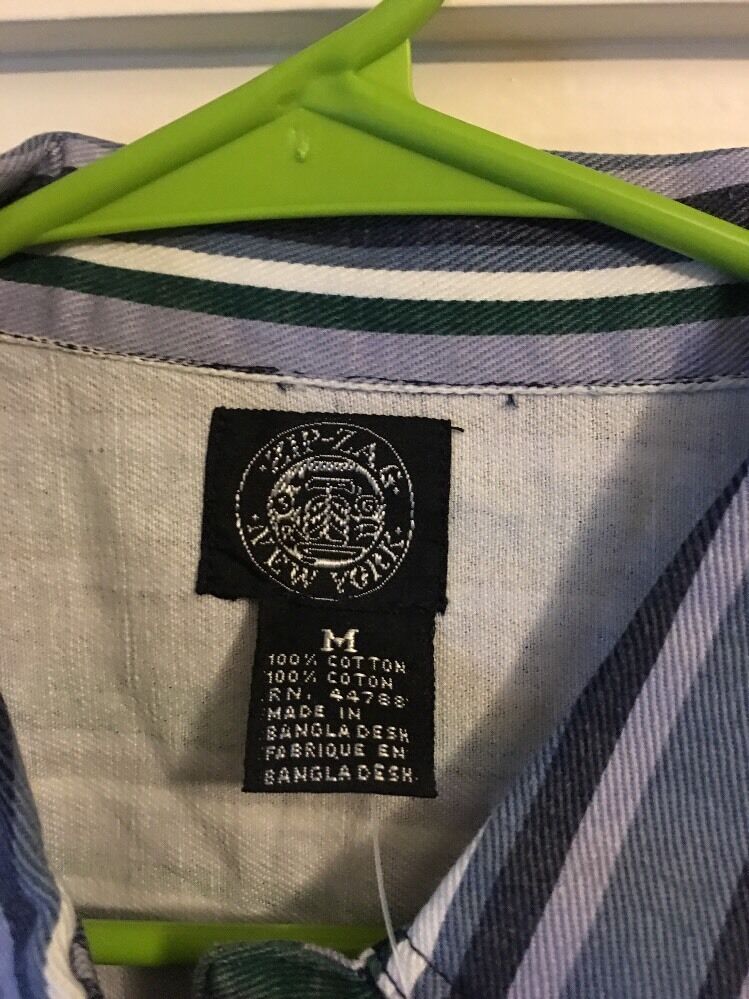 ZIP-ZAG
NEW YORK
M
100% COTTON
100% COTON
RN. 44788
MADE IN
BANGLADESH
FABRIQUE EN
BANGLADESH